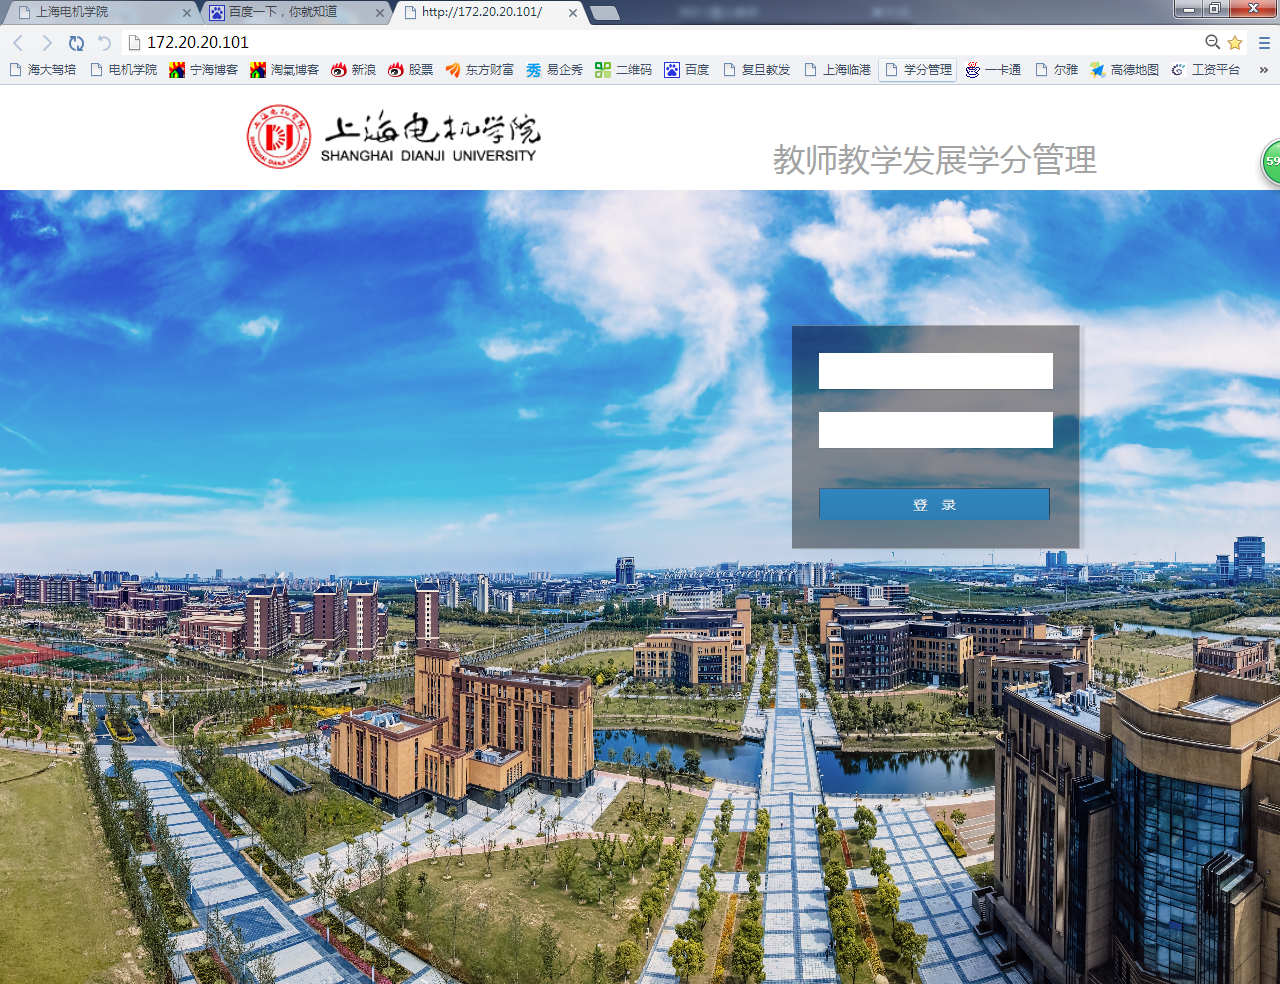 上海电机学院
百度一下，你就知道
http://172.20.20.101/
172.20.20.101
海大驾培
电机学院
宁海博客
淘氣博客
新浪
股票
东方财富
秀 易企秀
二维码
百度
复旦教发
上海临港
学分管理
一卡通
尔雅
高德地图
工资平台
»
上海电机学院
SHANGHAI DIANJI UNIVERSITY
教师教学发展学分管理
59
登 录